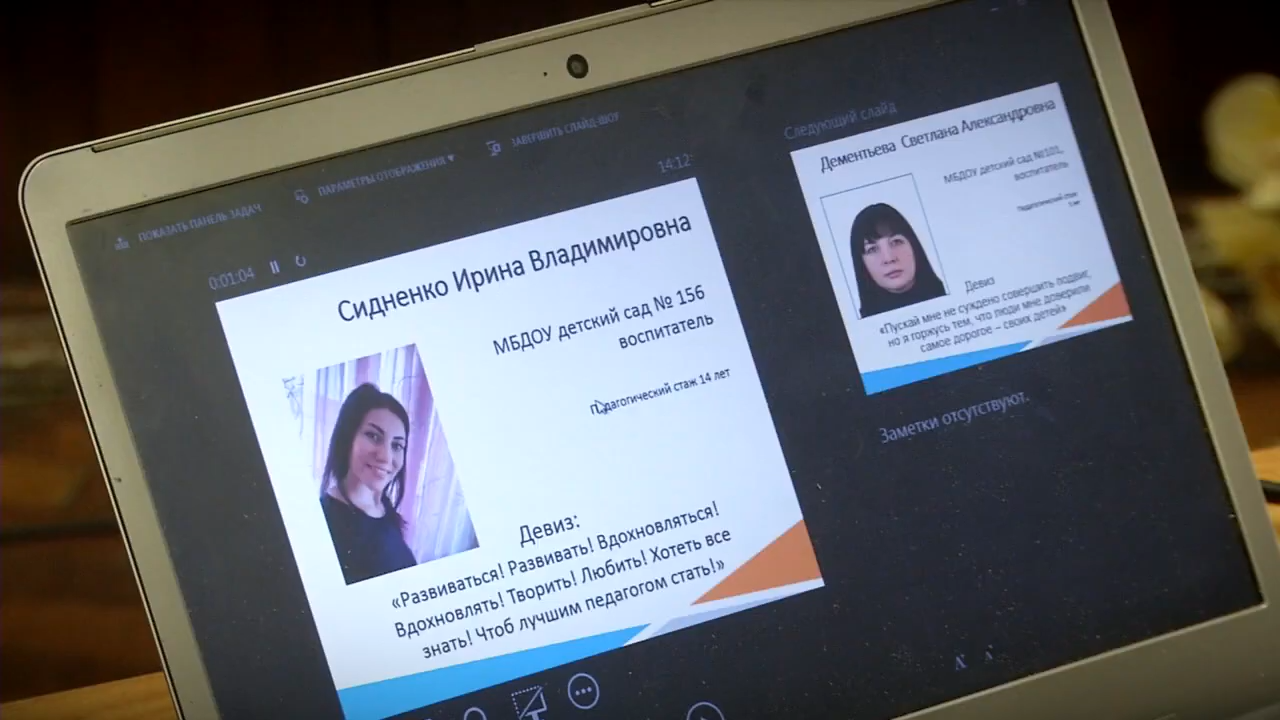 ПОКАЗАТЬ ПАНЕЛЬ ЗАДАЧ
ПАРАМЕТРЫ ОТОБРАЖЕНИЯ ▾
ЗАВЕРШИТЬ СЛАЙД-ШОУ
0:01:04
14:12
Сидненко Ирина Владимировна
МБДОУ детский сад № 156
воспитатель
Педагогический стаж 14 лет
Девиз:
«Развиваться! Развивать! Вдохновляться!
Вдохновлять! Творить! Любить! Хотеть все
знать! Чтоб лучшим педагогом стать!»
Следующий слайд
Дементьева Светлана Александровна
МБДОУ детский сад №101,
воспитатель
Педагогический стаж
Девиз
«Пускай мне не суждено совершить подвиг,
но я горжусь тем, что люди мне доверили
самое дорогое – своих детей»
Заметки отсутствуют.